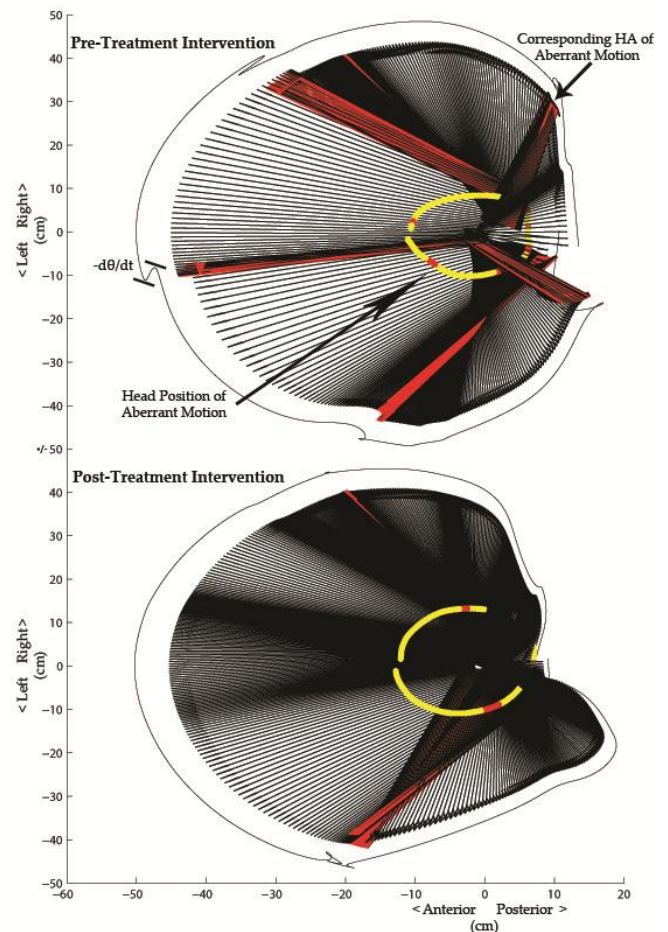 Pre-Treatment Intervention
Corresponding HA of
Aberrant Motion
50
40
30
20
10
0
-10
-20
-30
-40
+/-50
< Left Right>
(cm)
-dθ/dt
Head Position of
Aberrant Motion
Post-Treatment Intervention
40
30
20
10
0
-10
-20
-30
-40
-50
< Left Right>
(cm)
-60 -50 -40 -30 -20 -10 0 10 20
< Anterior Posterior >
(cm)